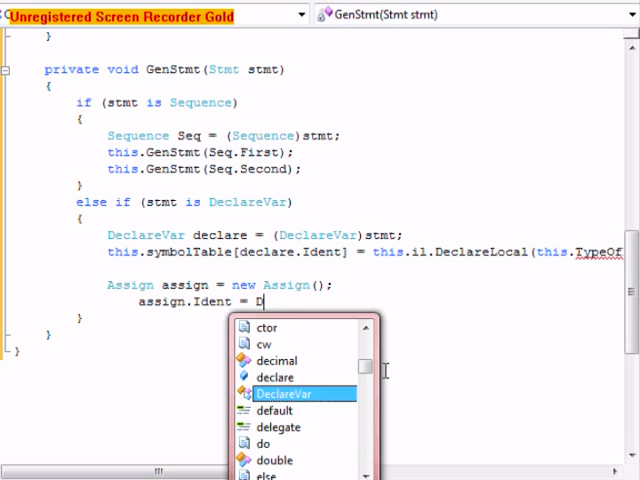 Unregistered Screen Recorder Gold
GenStmt(Stmt stmt)
}
private void GenStmt(Stmt stmt)
{
if (stmt is Sequence)
{
Sequence Seq = (Sequence)stmt;
this.GenStmt(Seq.First);
this.GenStmt(Seq.Second);
}
else if (stmt is DeclareVar)
{
DeclareVar declare = (DeclareVar)stmt;
this.symbolTable[declare.Ident] = this.il.DeclareLocal(this.TypeOf
Assign assign = new Assign();
assign.Ident = D
}
}
}
ctor
cw
decimal
declare
DeclareVar
default
delegate
do
double
else